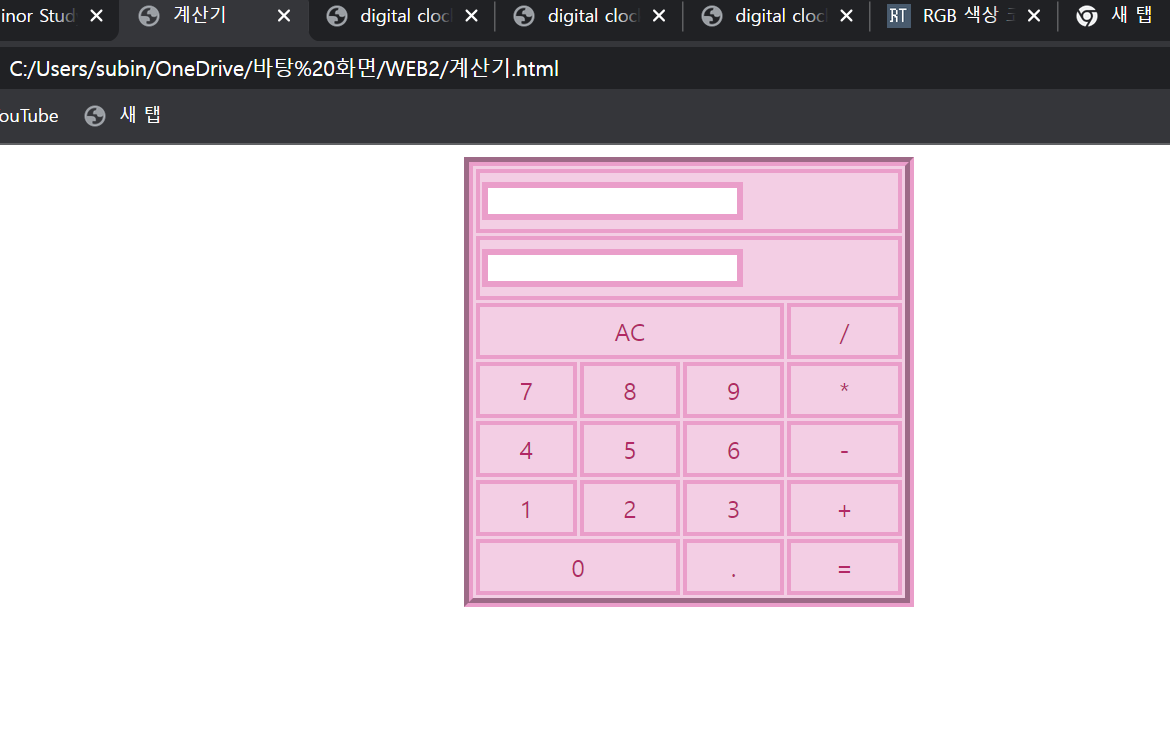 inor Stud
계산기
digital cloc
digital cloc
digital cloc
RT
RGB 색상
새 탭
C:/Users/subin/OneDrive/바탕%20화면/WEB2/계산기.html
ouTube
새 탭
AC /
7 8 9 *
4 5 6 -
1 2 3 +
0 . =